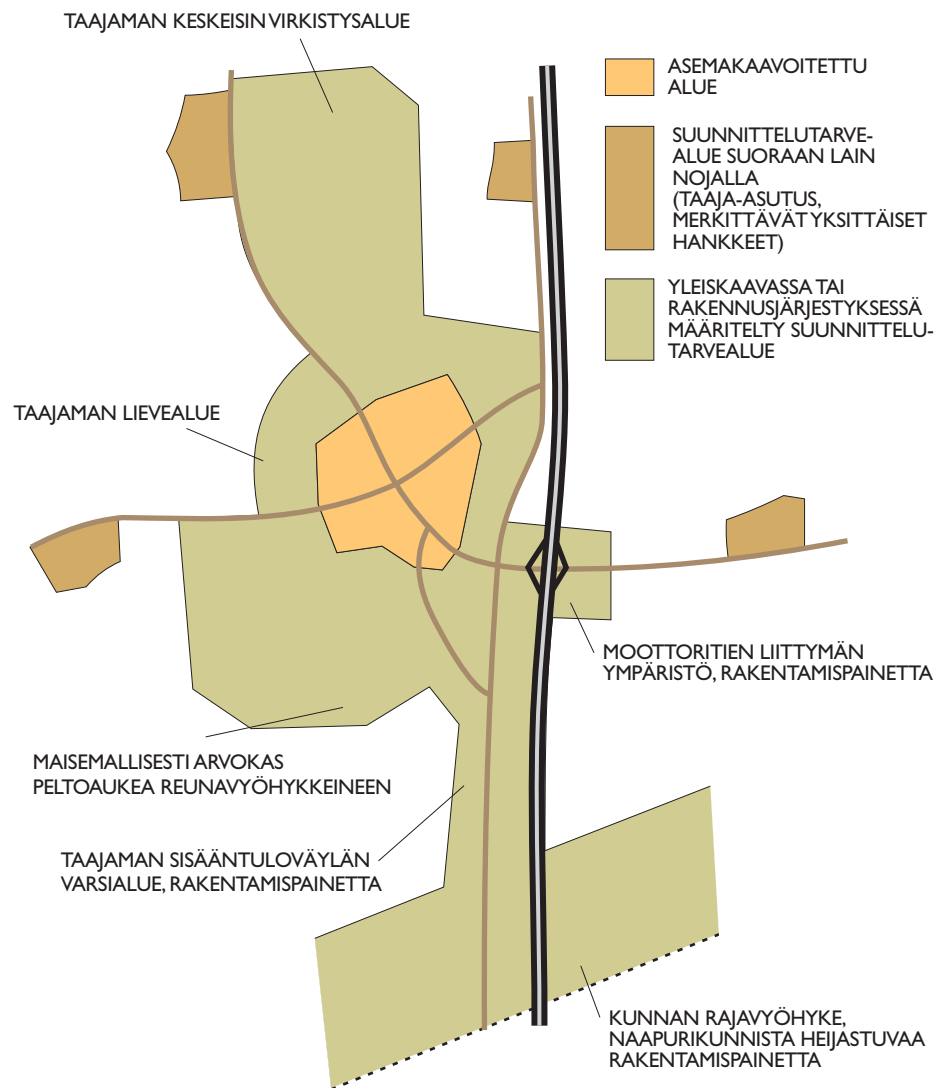 TAAJAMAN KESKEISIN VIRKISTYSALUE
ASEMAKAAVOITETTU
ALUE
SUUNNITTELUTARVE-
ALUE SUORAAN LAIN
NOJALLA
(TAAJA-ASUTUS,
MERKITTÄVÄT YKSITTÄISET
HANKKEET)
YLEISKAAVASSA TAI
RAKENNUSJÄRJESTYKSESSÄ
MÄÄRITELTY SUUNNITTELU-
TARVEALUE
TAAJAMAN LIEVEALUE
MOOTTORITIEN LIITTYMÄN
YMPÄRISTÖ, RAKENTAMISPAINETTA
MAISEMALLISESTI ARVOKAS
PELTOAUKEA REUNAVYÖHYKKEINEEN
TAAJAMAN SISÄÄNTULOVÄYLÄN
VARSIALUE, RAKENTAMISPAINETTA
KUNNAN RAJAVYÖHYKE,
NAAPURIKUNNISTA HEIJASTUVAA
RAKENTAMISPAINETTA